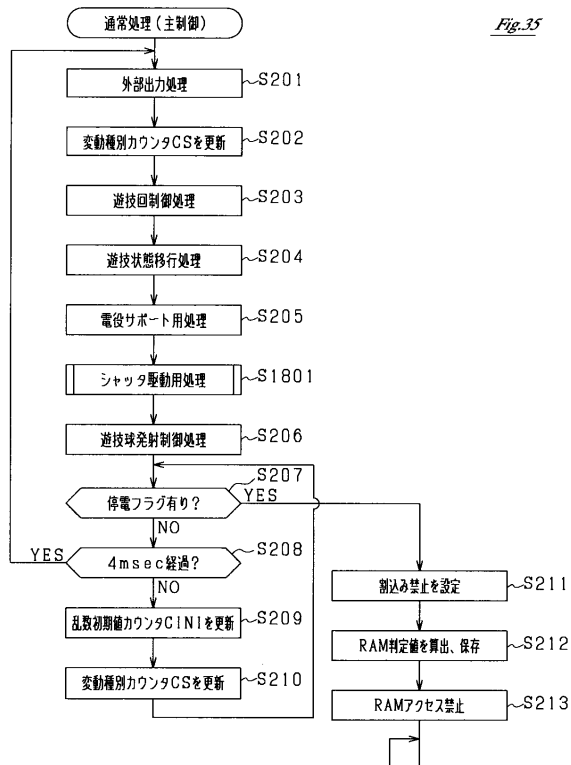 Fig.35
通常処理(主制御)
外部出力処理 S201
変動種別カウンタCSを更新 S202
遊技回制御処理 S203
遊技状態移行処理 S204
電役サポート用処理 S205
シャッタ駆動用処理 S1801
遊技球発射制御処理 S206
停電フラグ有り? S207
YES
NO
4msec経過? S208
YES
NO
乱数初期値カウンタCINIを更新 S209
変動種別カウンタCSを更新 S210
割込み禁止を設定 S211
RAM判定値を算出、保存 S212
RAMアクセス禁止 S213